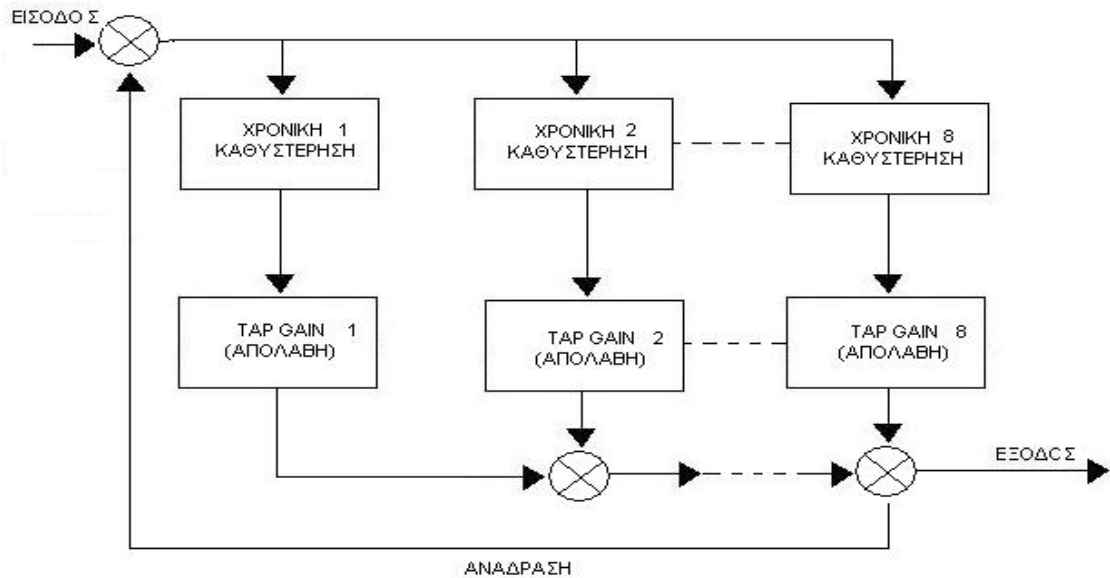 ΕΙΣΟΔΟΣ
ΧΡΟΝΙΚΗ 1
ΚΑΘΥΣΤΕΡΗΣΗ
ΧΡΟΝΙΚΗ 2
ΚΑΘΥΣΤΕΡΗΣΗ
ΧΡΟΝΙΚΗ 8
ΚΑΘΥΣΤΕΡΗΣΗ
TAP GAIN 1
(ΑΠΟΛΑΒΗ)
TAP GAIN 2
(ΑΠΟΛΑΒΗ)
TAP GAIN 8
(ΑΠΟΛΑΒΗ)
ΕΞΟΔΟΣ
ΑΝΑΔΡΑΣΗ